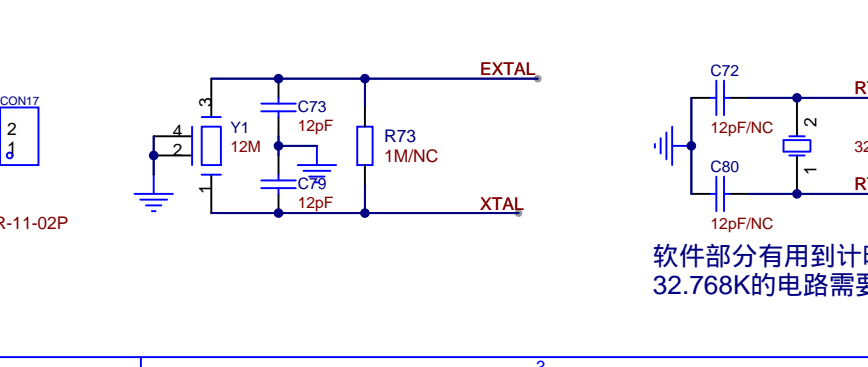 CON17
2
1
R-11-02P
EXTAL
3
C73
12pF
4
2
Y1
12M
R73
1M/NC
1
C79
12pF
XTAL
C72
12pF/NC
2
1
32
C80
12pF/NC
软件部分有用到计
32.768K的电路需要